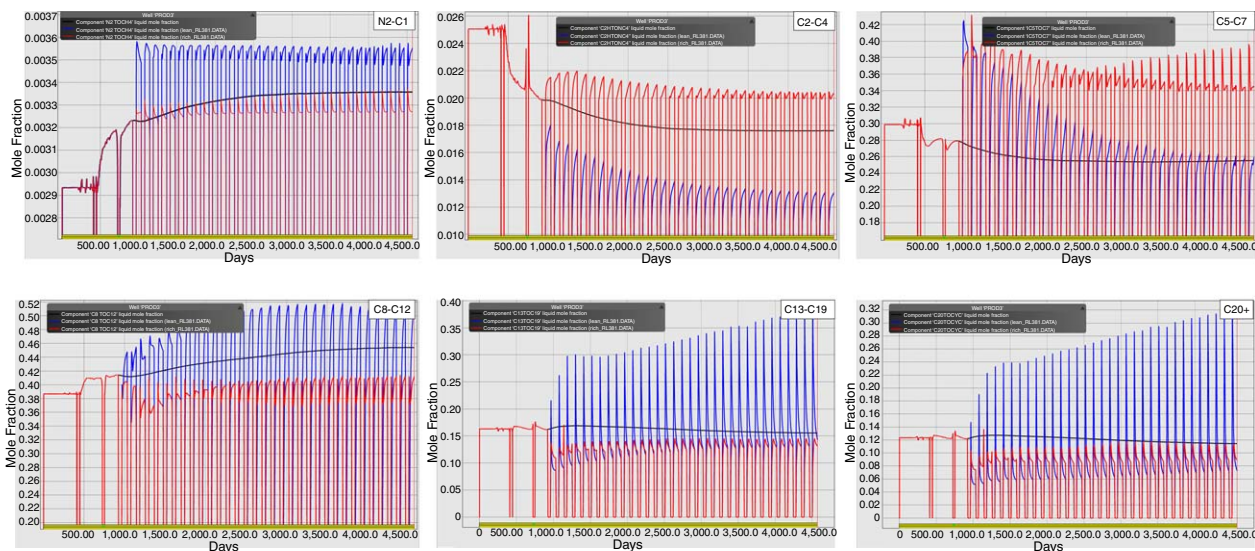 Well 'PROD3'
Component 'N2 TOCH4' liquid mole fraction
Component 'N2 TOCH4' liquid mole fraction (lean_RL381.DATA)
Component 'N2 TOCH4' liquid mole fraction (rich_RL381.DATA)
N2-C1
0.0037
0.0036
0.0035
0.0034
0.0033
0.0032
0.0031
0.0030
0.0029
0.0028
Mole Fraction
500.00 1,000.0 1,500.0 2,000.0 2,500.0 3,000.0 3,500.0 4,000.0 4,500.0
Days
Well 'PROD3'
Component 'C2HTONC4' liquid mole fraction
Component 'C2HTONC4' liquid mole fraction (lean_RL381.DATA)
Component 'C2HTONC4' liquid mole fraction (rich_RL381.DATA)
C2-C4
0.026
0.024
0.022
0.020
0.018
0.016
0.014
0.012
0.010
Mole Fraction
500.00 1,000.0 1,500.0 2,000.0 2,500.0 3,000.0 3,500.0 4,000.0 4,500.0
Days
Well 'PROD3'
Component 'IC5TOC7' liquid mole fraction
Component 'IC5TOC7' liquid mole fraction (lean_RL381.DATA)
Component 'IC5TOC7' liquid mole fraction (rich_RL381.DATA)
C5-C7
0.42
0.38
0.36
0.34
0.30
0.28
0.26
0.24
0.20
0.18
Mole Fraction
500.00 1,000.0 1,500.0 2,000.0 2,500.0 3,000.0 3,500.0 4,000.0 4,500.0
Days
Well 'PROD3'
Component 'C8 TOC12' liquid mole fraction
Component 'C8 TOC12' liquid mole fraction (lean_RL381.DATA)
Component 'C8 TOC12' liquid mole fraction (rich_RL381.DATA)
C8-C12
0.52
0.48
0.46
0.44
0.42
0.40
0.38
0.34
0.32
0.30
0.28
0.26
0.24
0.22
0.20
Mole Fraction
500.00 1,000.0 1,500.0 2,000.0 2,500.0 3,000.0 3,500.0 4,000.0 4,500.0
Days
Well 'PROD3'
Component 'C13TOC19' liquid mole fraction
Component 'C13TOC19' liquid mole fraction (lean_RL381.DATA)
Component 'C13TOC19' liquid mole fraction (rich_RL381.DATA)
C13-C19
0.40
0.35
0.30
0.25
0.20
0.15
0.10
0.05
0
Mole Fraction
0 500.00 1,000.0 1,500.0 2,000.0 2,500.0 3,000.0 3,500.0 4,000.0 4,500.0
Days
Well 'PROD3'
Component 'C20TOCYC' liquid mole fraction
Component 'C20TOCYC' liquid mole fraction (lean_RL381.DATA)
Component 'C20TOCYC' liquid mole fraction (rich_RL381.DATA)
C20+
0.32
0.30
0.28
0.26
0.24
0.22
0.20
0.18
0.16
0.14
0.12
0.10
0.08
0.06
0.04
0.02
0
Mole Fraction
0 500.00 1,000.0 1,500.0 2,000.0 2,500.0 3,000.0 3,500.0 4,000.0 4,500.0
Days